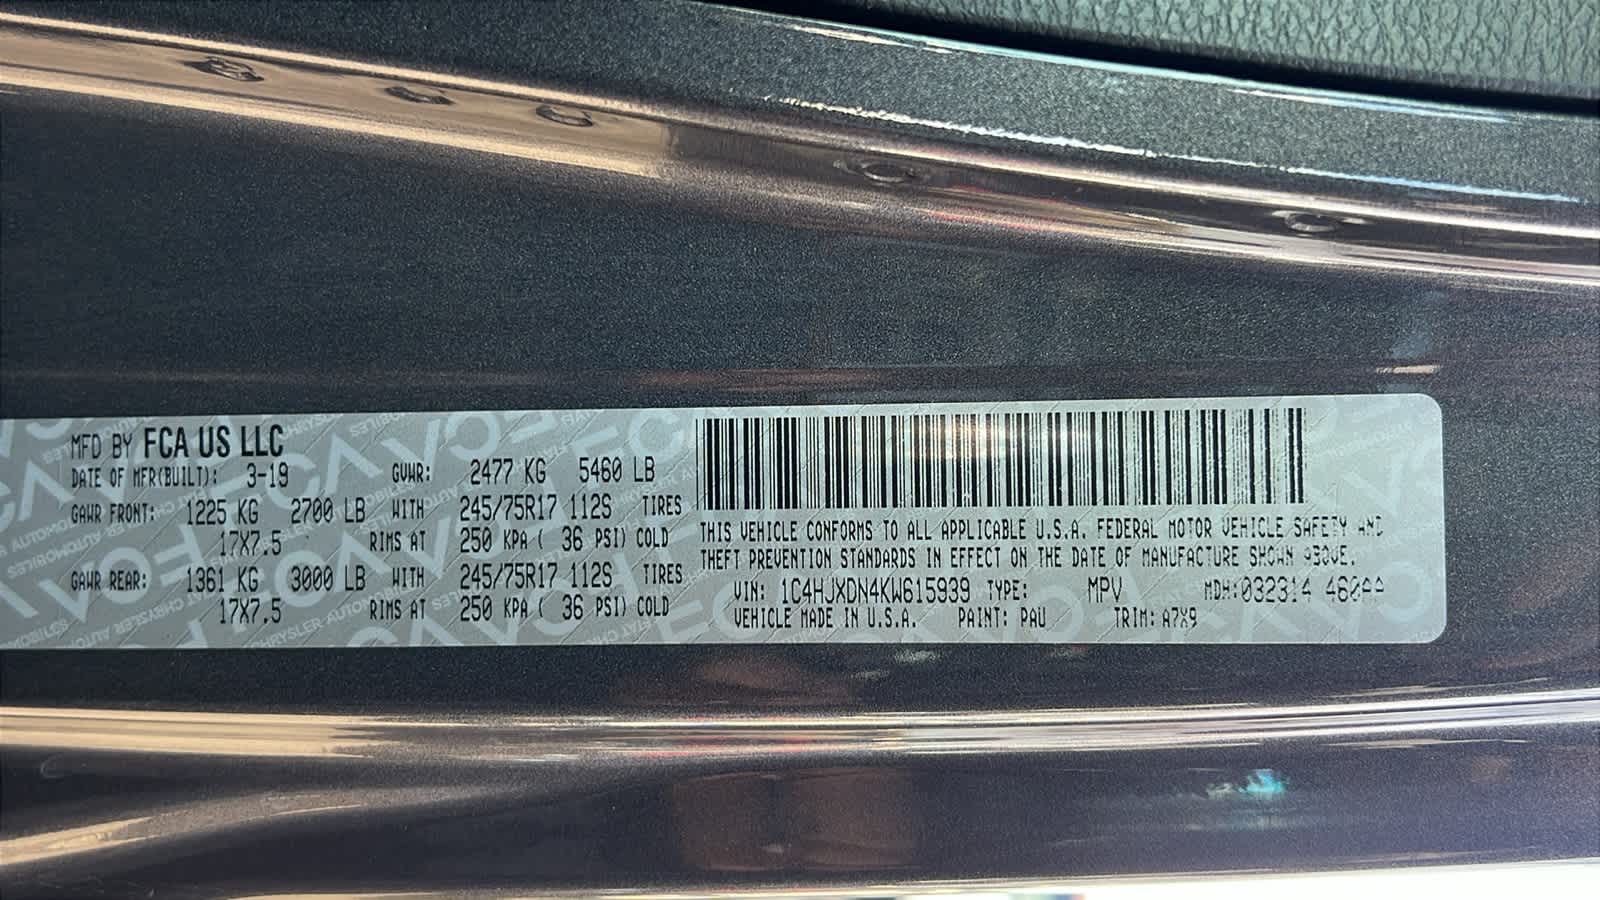 MFD BY FCA US LLC
DATE OF MFR(BUILT): 3-19 GVWR: 2477 KG 5460 LB
GAWR FRONT: 1225 KG 2700 LB WITH 245/75R17 112S TIRES
17X7.5 RIMS AT 250 KPA ( 36 PSI) COLD
GAWR REAR: 1361 KG 3000 LB WITH 245/75R17 112S TIRES
17X7.5 RIMS AT 250 KPA ( 36 PSI) COLD
THIS VEHICLE CONFORMS TO ALL APPLICABLE U.S.A. FEDERAL MOTOR VEHICLE SAFETY AND
THEFT PREVENTION STANDARDS IN EFFECT ON THE DATE OF MANUFACTURE SHOWN ABOVE.
VIN: 1C4HJXDN4KW615939 TYPE: MPV MDH:032314 460AA
VEHICLE MADE IN U.S.A. PAINT: PAU TRIM: A7X9